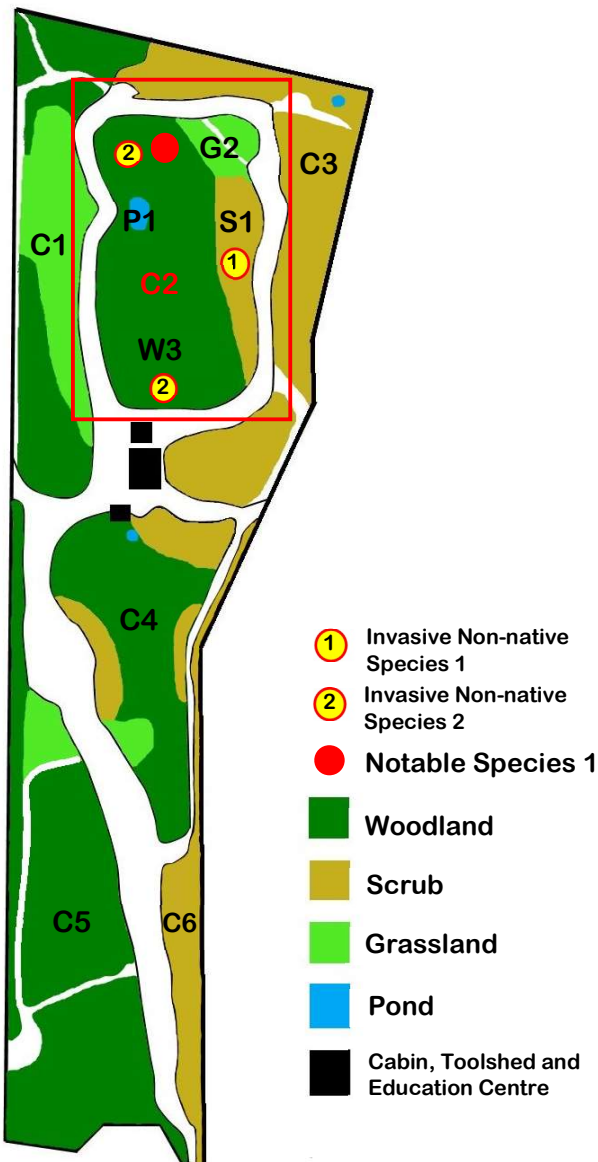 2
G2
C3
P1
S1
C1
1
C2
W3
2
C4
C5
C6
1 Invasive Non-native
Species 1
2 Invasive Non-native
Species 2
Notable Species 1
Woodland
Scrub
Grassland
Pond
Cabin, Toolshed and
Education Centre